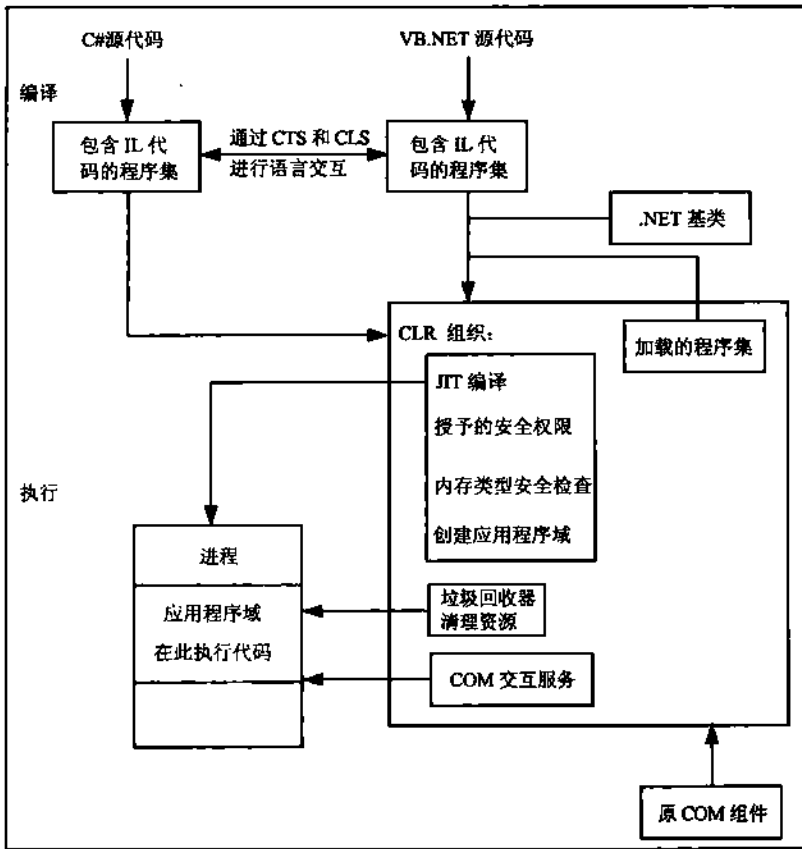 C#源代码
VB.NET 源代码
编译
包含 IL 代
码的程序集
通过 CTS 和 CLS
进行语言交互
包含 IL 代
码的程序集
.NET 基类
CLR 组织：
加载的程序集
JIT 编译
授予的安全权限
内存类型安全检查
创建应用程序域
执行
进程
应用程序域
在此执行代码
垃圾回收器
清理资源
COM 交互服务
原 COM 组件